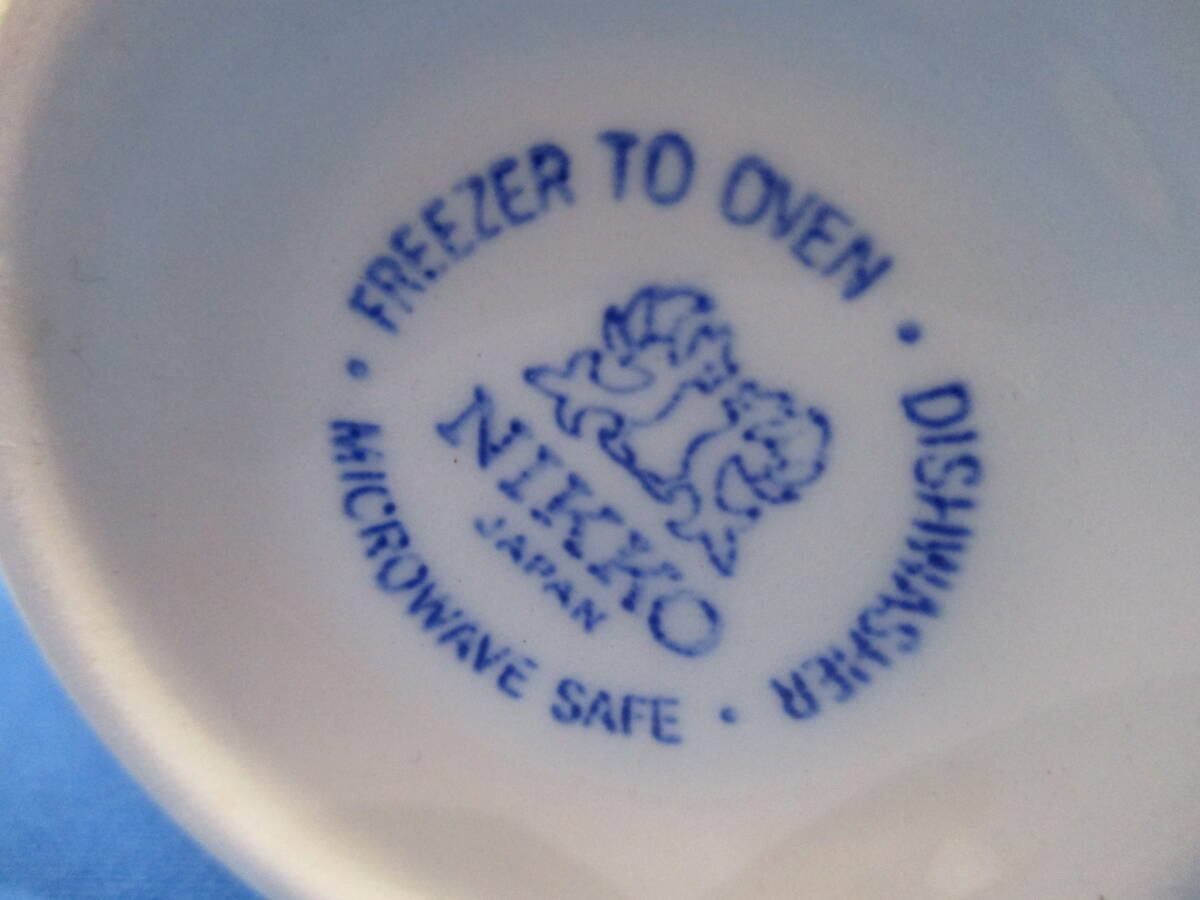 FREEZER TO OVEN · DISHWASHER
· MICROWAVE SAFE ·
NIKKO
JAPAN